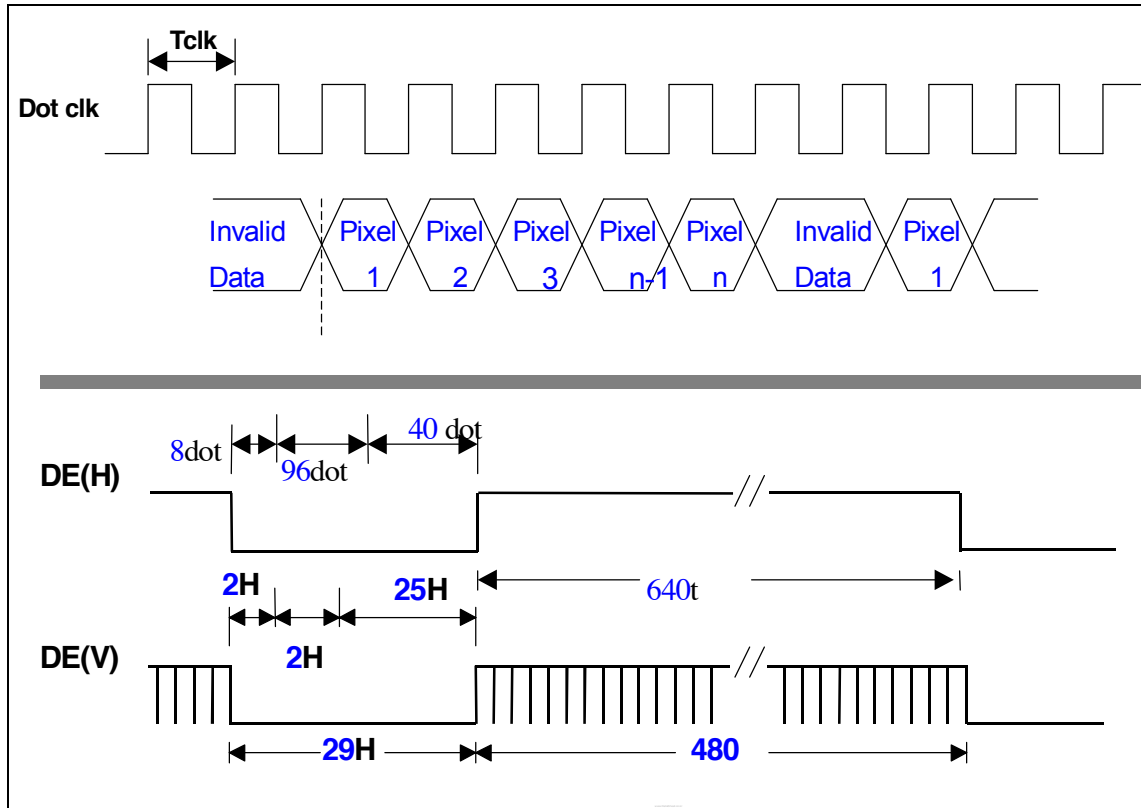 Tclk
Dot clk
Invalid Pixel Pixel Pixel Pixel Pixel Invalid Pixel
Data 1 2 3 n-1 n Data 1
8dot 96dot 40 dot
DE(H)
640t
2H 2H 25H
DE(V)
29H 480